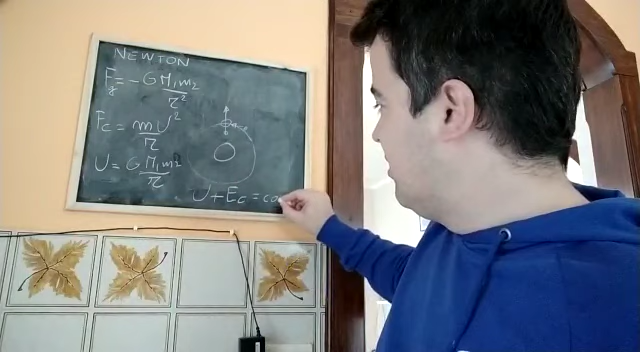 NEWTON
Fg = - G M1 m2 / r²
Fc = m v² / r
U = G M1 m2 / r
U + Ec = co